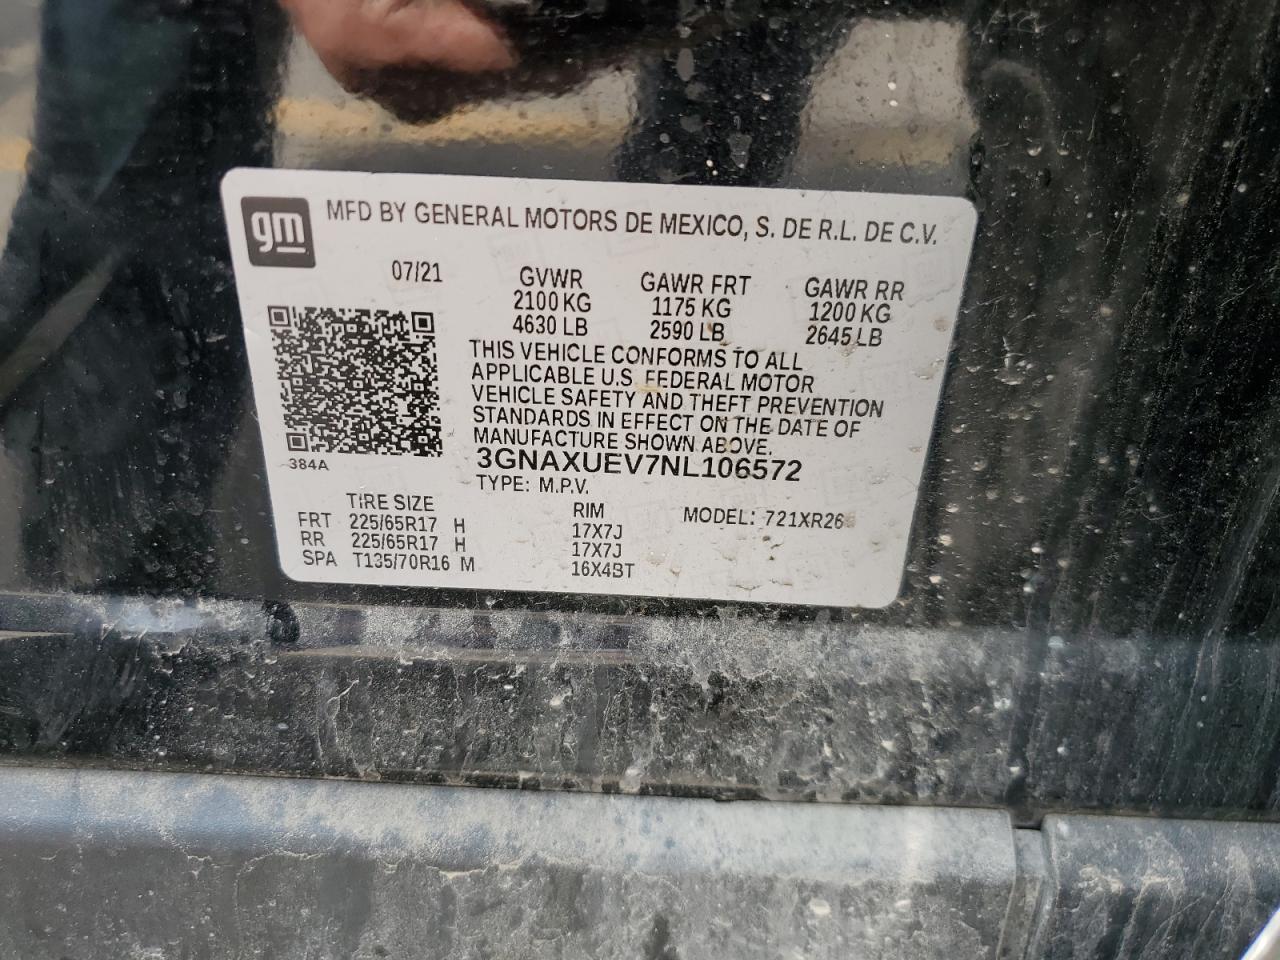 gm
MFD BY GENERAL MOTORS DE MEXICO, S. DE R.L. DE C.V.
07/21 GVWR GAWR FRT GAWR RR
2100 KG 1175 KG 1200 KG
4630 LB 2590 LB 2645 LB
THIS VEHICLE CONFORMS TO ALL
APPLICABLE U.S. FEDERAL MOTOR
VEHICLE SAFETY AND THEFT PREVENTION
STANDARDS IN EFFECT ON THE DATE OF
MANUFACTURE SHOWN ABOVE.
384A
3GNAXUEV7NL106572
TYPE: M.P.V.
TIRE SIZE RIM MODEL: 721XR26
FRT 225/65R17 H 17X7J
RR 225/65R17 H 17X7J
SPA T135/70R16 M 16X4BT